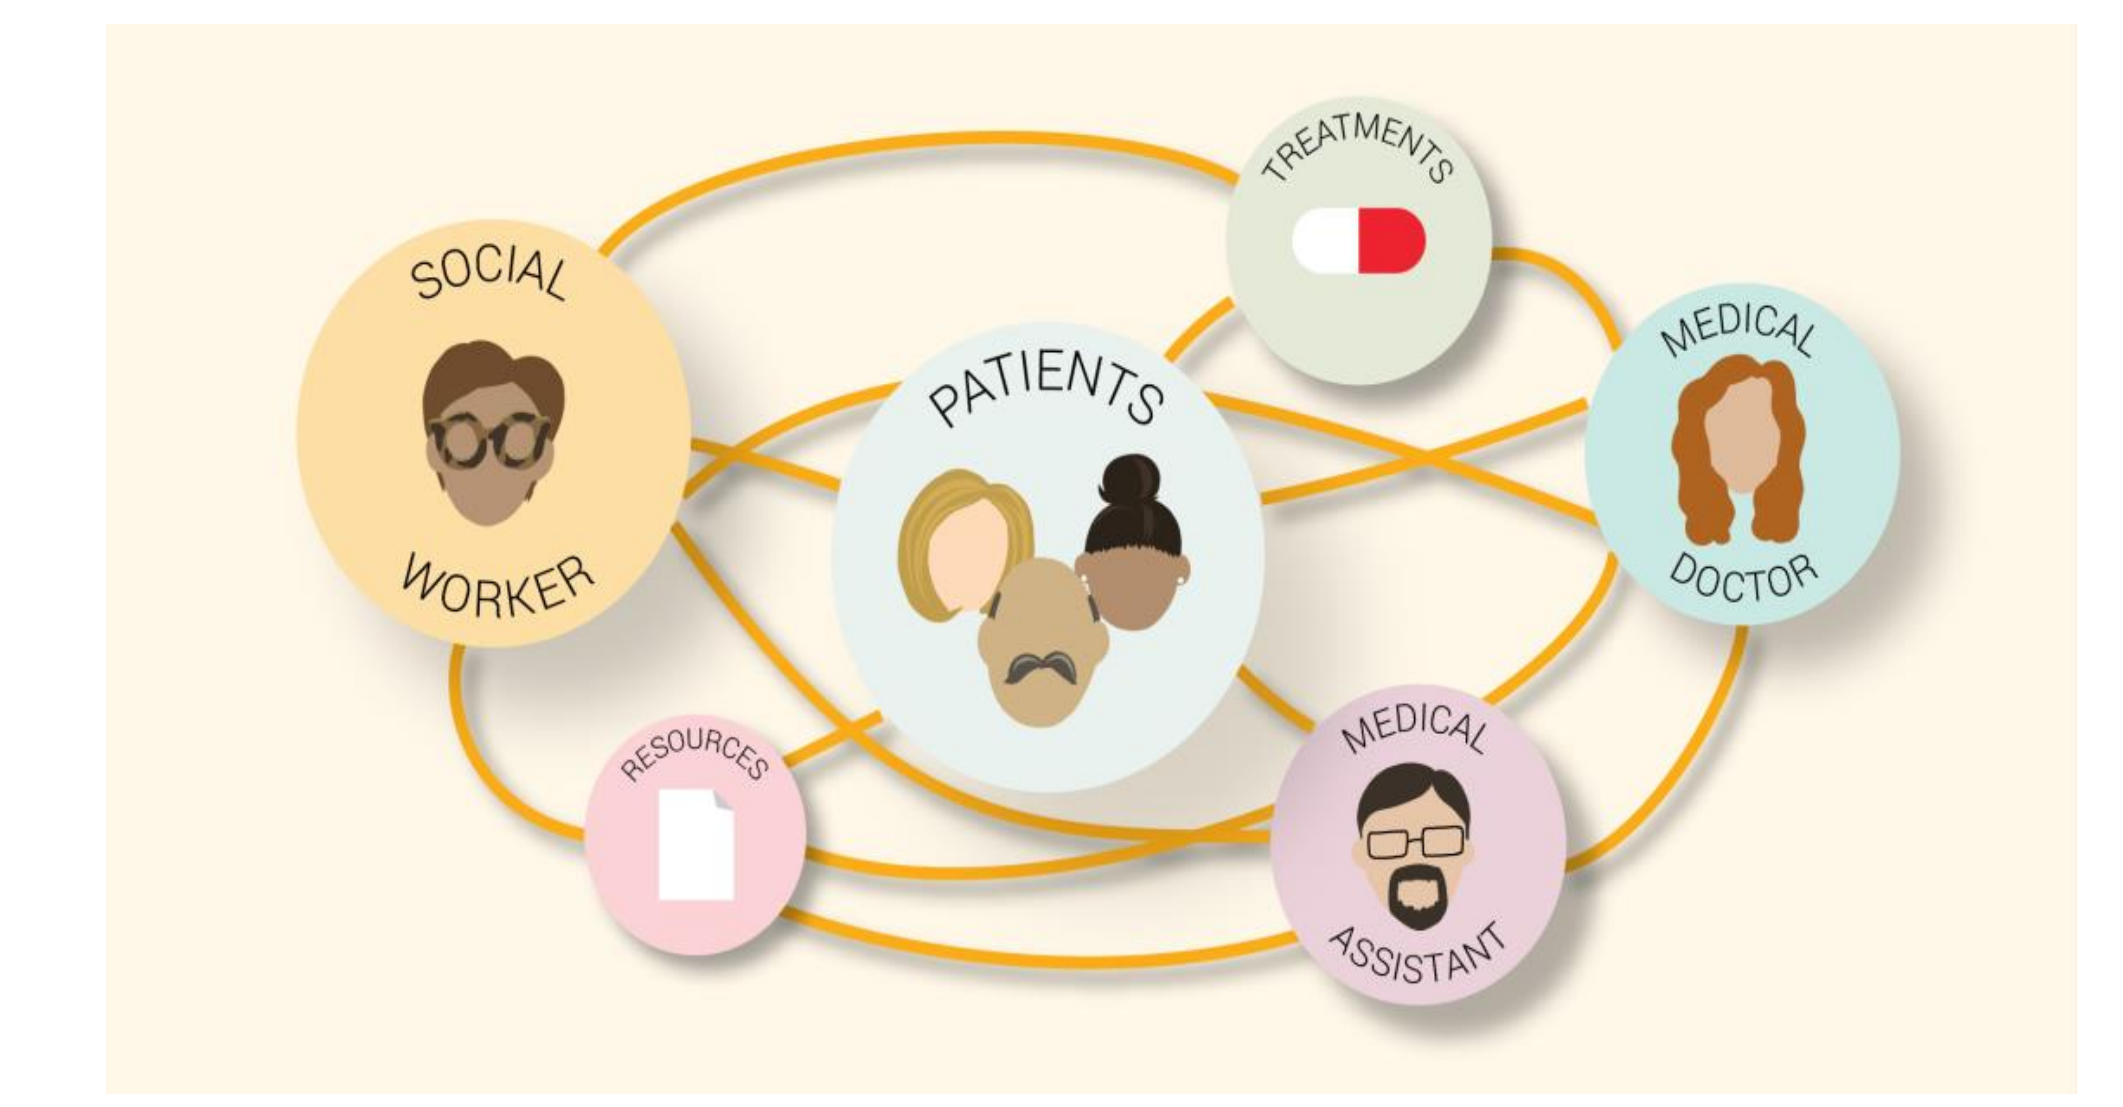 TREATMENTS
SOCIAL
WORKER
PATIENTS
MEDICAL
DOCTOR
RESOURCES
MEDICAL
ASSISTANT